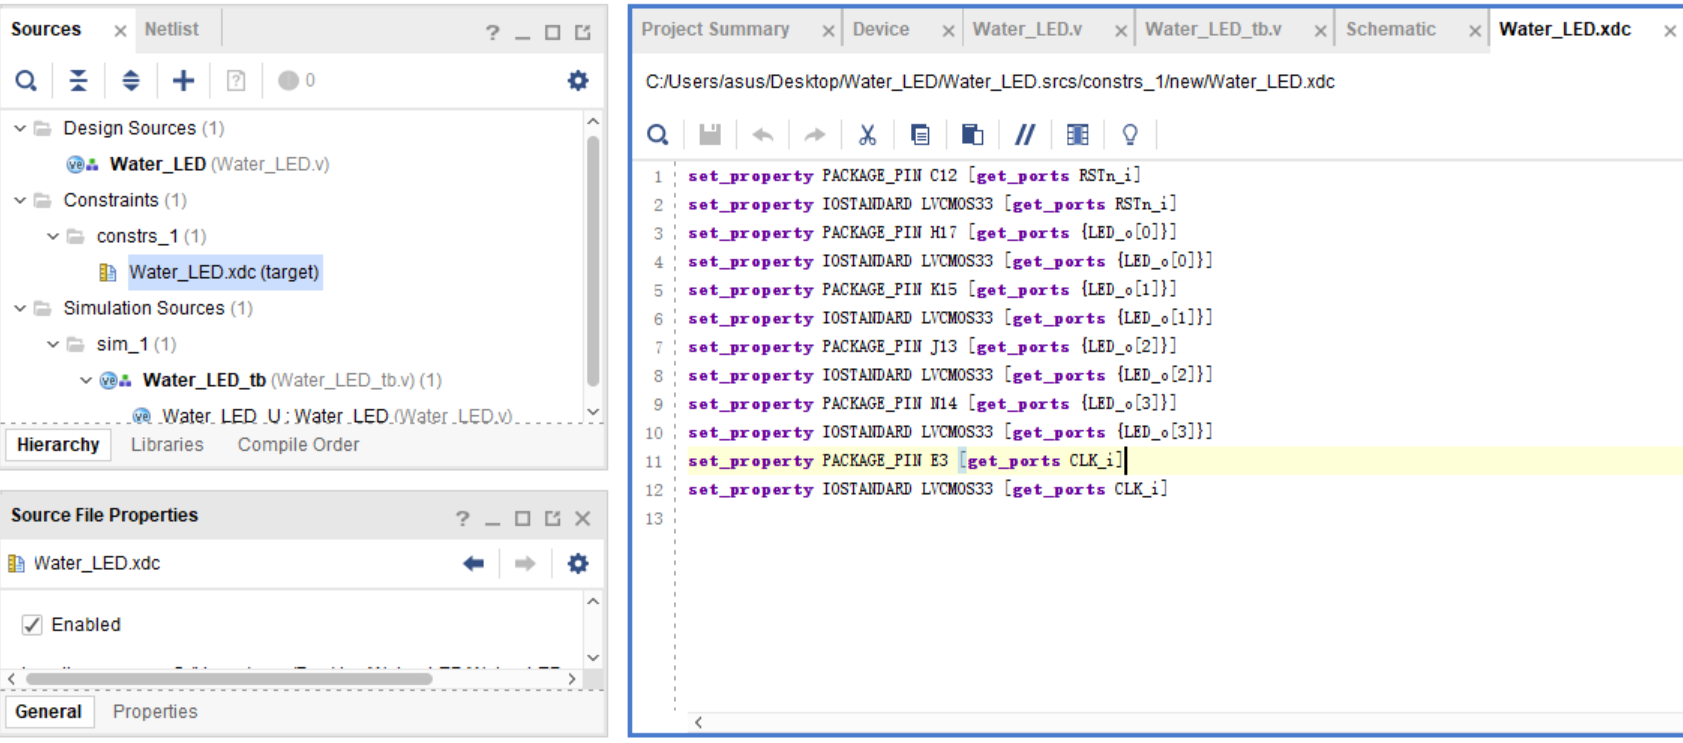 Sources
Netlist
0
Design Sources (1)
Water_LED (Water_LED.v)
Constraints (1)
constrs_1 (1)
Water_LED.xdc (target)
Simulation Sources (1)
sim_1 (1)
Water_LED_tb (Water_LED_tb.v) (1)
Water_LED_U : Water_LED (Water_LED.v)
Hierarchy
Libraries
Compile Order
Source File Properties
Water_LED.xdc
Enabled
General
Properties
Project Summary
Device
Water_LED.v
Water_LED_tb.v
Schematic
Water_LED.xdc
C:/Users/asus/Desktop/Water_LED/Water_LED.srcs/constrs_1/new/Water_LED.xdc
1 set_property PACKAGE_PIN C12 [get_ports RSTn_i]
2 set_property IOSTANDARD LVCMOS33 [get_ports RSTn_i]
3 set_property PACKAGE_PIN H17 [get_ports {LED_o[0]}]
4 set_property IOSTANDARD LVCMOS33 [get_ports {LED_o[0]}]
5 set_property PACKAGE_PIN K15 [get_ports {LED_o[1]}]
6 set_property IOSTANDARD LVCMOS33 [get_ports {LED_o[1]}]
7 set_property PACKAGE_PIN J13 [get_ports {LED_o[2]}]
8 set_property IOSTANDARD LVCMOS33 [get_ports {LED_o[2]}]
9 set_property PACKAGE_PIN N14 [get_ports {LED_o[3]}]
10 set_property IOSTANDARD LVCMOS33 [get_ports {LED_o[3]}]
11 set_property PACKAGE_PIN E3 [get_ports CLK_i]
12 set_property IOSTANDARD LVCMOS33 [get_ports CLK_i]
13